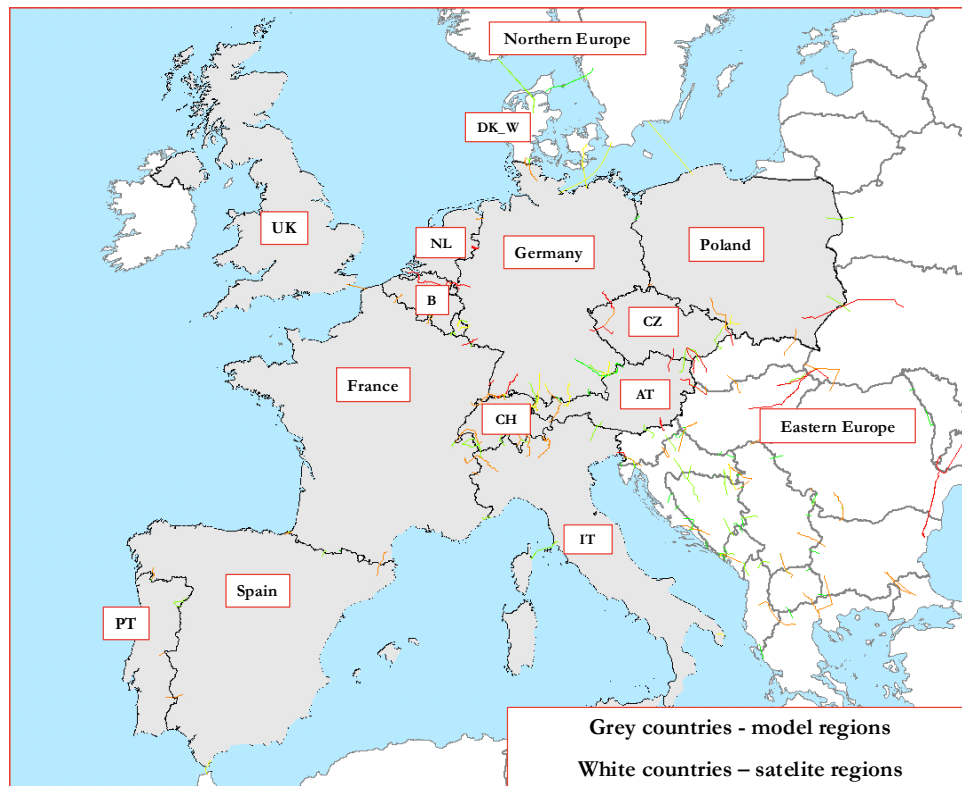 Northern Europe
DK_W
UK
NL
Germany
Poland
B
CZ
France
AT
CH
Eastern Europe
IT
Spain
PT
Grey countries - model regions
White countries – satelite regions